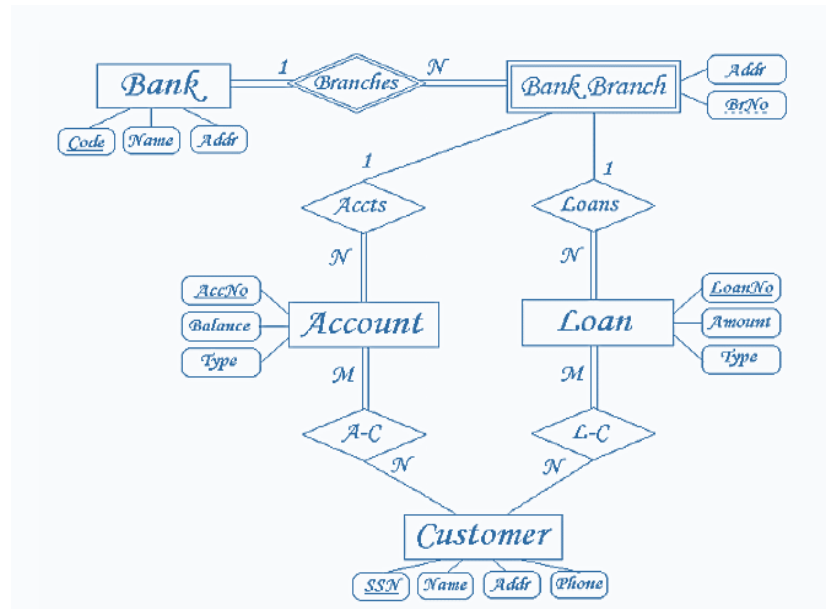 1 N
Bank Branches Bank Branch Addr
BrNo
Code Name Addr
1 1
Accts Loans
N N
AccNo LoanNo
Balance Account Loan Amount
Type Type
M M
A-C L-C
N N
Customer
SSN Name Addr Phone